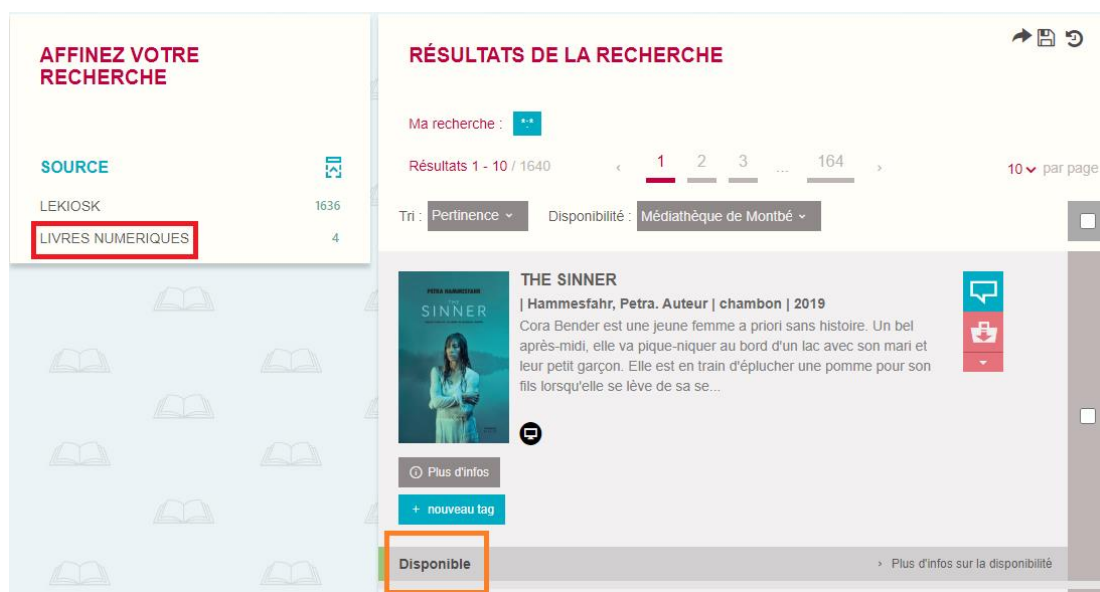 AFFINEZ VOTRE
RECHERCHE
SOURCE
LEKIOSK 1636
LIVRES NUMERIQUES 4
RÉSULTATS DE LA RECHERCHE
Ma recherche : *:*
Résultats 1 - 10 / 1640 ‹ 1 2 3 ... 164 › 10 par page
Tri : Pertinence Disponibilité : Médiathèque de Montbé
PETRA HAMMESFAHR
THE
SINNER
THE SINNER
| Hammesfahr, Petra. Auteur | chambon | 2019
Cora Bender est une jeune femme a priori sans histoire. Un bel
après-midi, elle va pique-niquer au bord d'un lac avec son mari et
leur petit garçon. Elle est en train d'éplucher une pomme pour son
fils lorsqu'elle se lève de sa se...
Plus d'infos
+ nouveau tag
Disponible › Plus d'infos sur la disponibilité